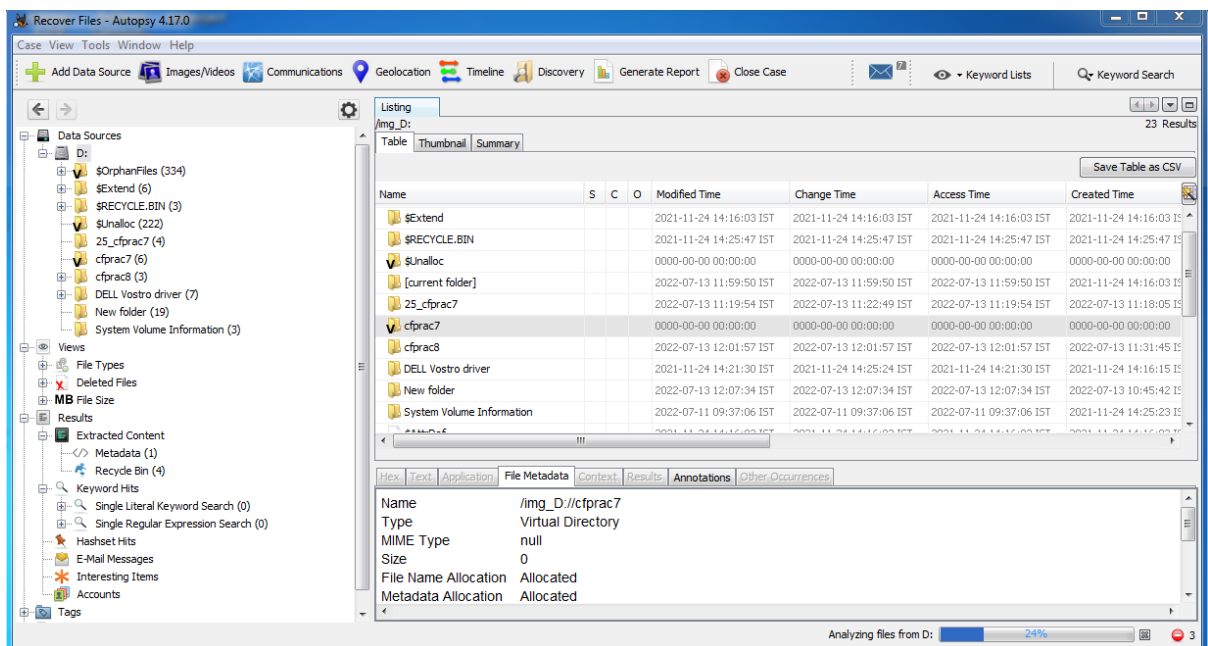 Recover Files - Autopsy 4.17.0
Case View Tools Window Help
Add Data Source Images/Videos Communications Geolocation Timeline Discovery Generate Report Close Case Keyword Lists Keyword Search
Data Sources
D:
$OrphanFiles (334)
$Extend (6)
$RECYCLE.BIN (3)
$Unalloc (222)
25_cfprac7 (4)
cfprac7 (6)
cfprac8 (3)
DELL Vostro driver (7)
New folder (19)
System Volume Information (3)
Views
File Types
Deleted Files
MB File Size
Results
Extracted Content
Metadata (1)
Recycle Bin (4)
Keyword Hits
Single Literal Keyword Search (0)
Single Regular Expression Search (0)
Hashset Hits
E-Mail Messages
Interesting Items
Accounts
Tags
Listing
/img_D:
23 Results
Table Thumbnail Summary
Save Table as CSV
Name S C O Modified Time Change Time Access Time Created Time
$Extend 2021-11-24 14:16:03 IST 2021-11-24 14:16:03 IST 2021-11-24 14:16:03 IST 2021-11-24 14:16:03 IS
$RECYCLE.BIN 2021-11-24 14:25:47 IST 2021-11-24 14:25:47 IST 2021-11-24 14:25:47 IST 2021-11-24 14:25:47 IS
$Unalloc 0000-00-00 00:00:00 0000-00-00 00:00:00 0000-00-00 00:00:00 0000-00-00 00:00:00
[current folder] 2022-07-13 11:59:50 IST 2022-07-13 11:59:50 IST 2022-07-13 11:59:50 IST 2021-11-24 14:16:03 IS
25_cfprac7 2022-07-13 11:19:54 IST 2022-07-13 11:22:49 IST 2022-07-13 11:19:54 IST 2022-07-13 11:18:05 IS
cfprac7 0000-00-00 00:00:00 0000-00-00 00:00:00 0000-00-00 00:00:00 0000-00-00 00:00:00
cfprac8 2022-07-13 12:01:57 IST 2022-07-13 12:01:57 IST 2022-07-13 12:01:57 IST 2022-07-13 11:31:45 IS
DELL Vostro driver 2021-11-24 14:21:30 IST 2021-11-24 14:25:24 IST 2021-11-24 14:21:30 IST 2021-11-24 14:16:15 IS
New folder 2022-07-13 12:07:34 IST 2022-07-13 12:07:34 IST 2022-07-13 12:07:34 IST 2022-07-13 10:45:42 IS
System Volume Information 2022-07-11 09:37:06 IST 2022-07-11 09:37:06 IST 2022-07-11 09:37:06 IST 2021-11-24 14:25:23 IS
Hex Text Application File Metadata Context Results Annotations Other Occurrences
Name /img_D://cfprac7
Type Virtual Directory
MIME Type null
Size 0
File Name Allocation Allocated
Metadata Allocation Allocated
Analyzing files from D: 24% 3